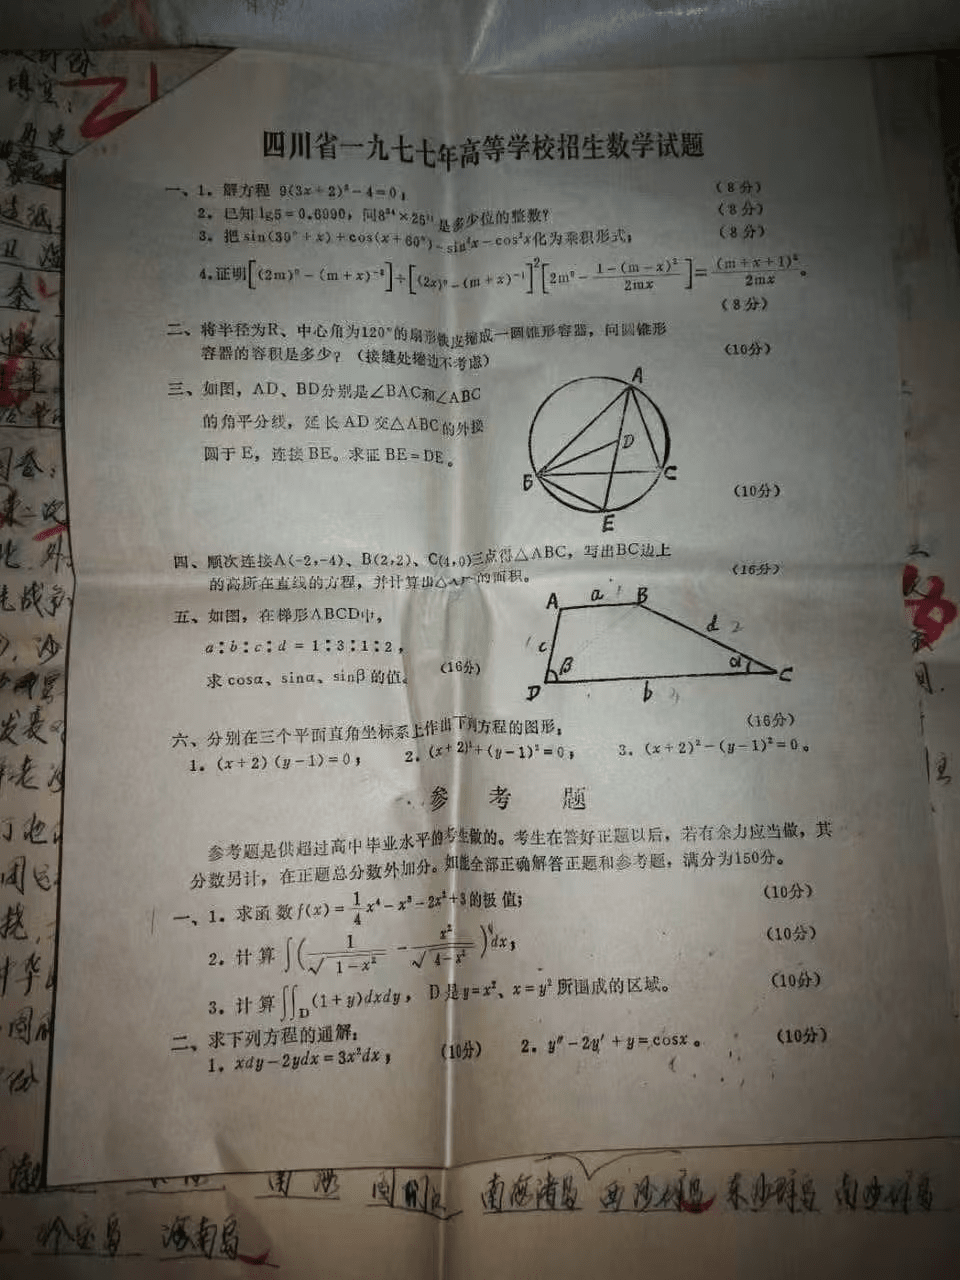 四川省一九七七年高等学校招生数学试题
一、1. 解方程 9(3x+2)²-4=0; (8分)
2. 已知lg5=0.6990, 问8²⁴×25¹¹是多少位的整数? (8分)
3. 把sin(30°+x)+cos(x+60°)-sin²x-cos²x化为乘积形式; (8分)
4. 证明[(2m)⁰-(m+x)⁻²]÷[(2x)⁰-(m+x)⁻¹]²[2m⁰-(1-(m-x)²)/2mx]=(m+x+1)²/2mx。
(8分)
二、将半径为R、中心角为120°的扇形铁皮捲成一圆锥形容器, 问圆锥形
容器的容积是多少? (接缝处捲边不考虑) (10分)
三、如图, AD、BD分别是∠BAC和∠ABC
的角平分线, 延长AD交△ABC的外接
圆于E, 连接BE。求证BE=DE。
(10分)
A
D
B
C
E
四、顺次连接A(-2,-4)、B(2,2)、C(4,0)三点得△ABC, 写出BC边上
的高所在直线的方程, 并计算出△ 的面积。 (16分)
五、如图, 在梯形ABCD中,
a:b:c:d=1:3:1:2,
求cosα、sinα、sinβ的值。 (16分)
A a 1 B
c d 2
β α
D b C
六、分别在三个平面直角坐标系上作出下列方程的图形: (16分)
1. (x+2)(y-1)=0; 2. (x+2)²+(y-1)²=0; 3. (x+2)²-(y-1)²=0。
参考题
参考题是供超过高中毕业水平的考生做的。考生在答好正题以后, 若有余力应当做, 其
分数另计, 在正题总分数外加分。如能全部正确解答正题和参考题, 满分为150分。
一、1. 求函数f(x)=1/4x⁴-x³-2x²+3的极值; (10分)
2. 计算∫(1/√1-x² - x²/√4-x²)dx; (10分)
3. 计算∬D(1+y)dxdy, D是y=x²、x=y²所围成的区域。 (10分)
二、求下列方程的通解:
1. xdy-2ydx=3x²dx; (10分) 2. y″-2y′+y=cosx。 (10分)
南海诸岛 西沙群岛 东沙群岛 南沙群岛
海南岛